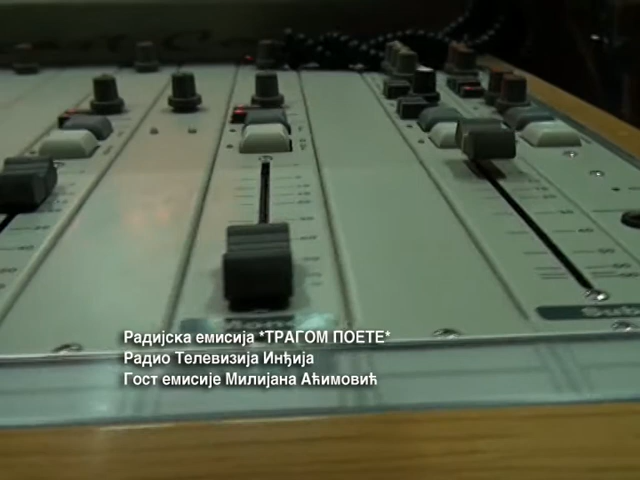 Радијска емисија *ТРАГОМ ПОЕТЕ*
Радио Телевизија Инђија
Гост емисије Милијана Аћимовић